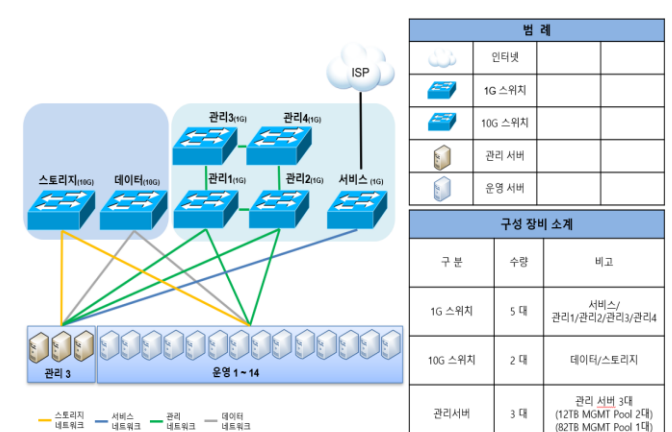 ISP
관리3(1G)
관리4(1G)
스토리지(10G)
데이터(10G)
관리1(1G)
관리2(1G)
서비스 (1G)
관리 3
운영 1 ~ 14
스토리지
네트워크
서비스
네트워크
관리
네트워크
데이터
네트워크
범 례
인터넷
1G 스위치
10G 스위치
관리 서버
운영 서버
구성 장비 소계
구 분
수량
비고
1G 스위치
5 대
서비스/
관리1/관리2/관리3/관리4
10G 스위치
2 대
데이터/스토리지
관리서버
3 대
관리 서버 3대
(12TB MGMT Pool 2대)
(82TB MGMT Pool 1대)